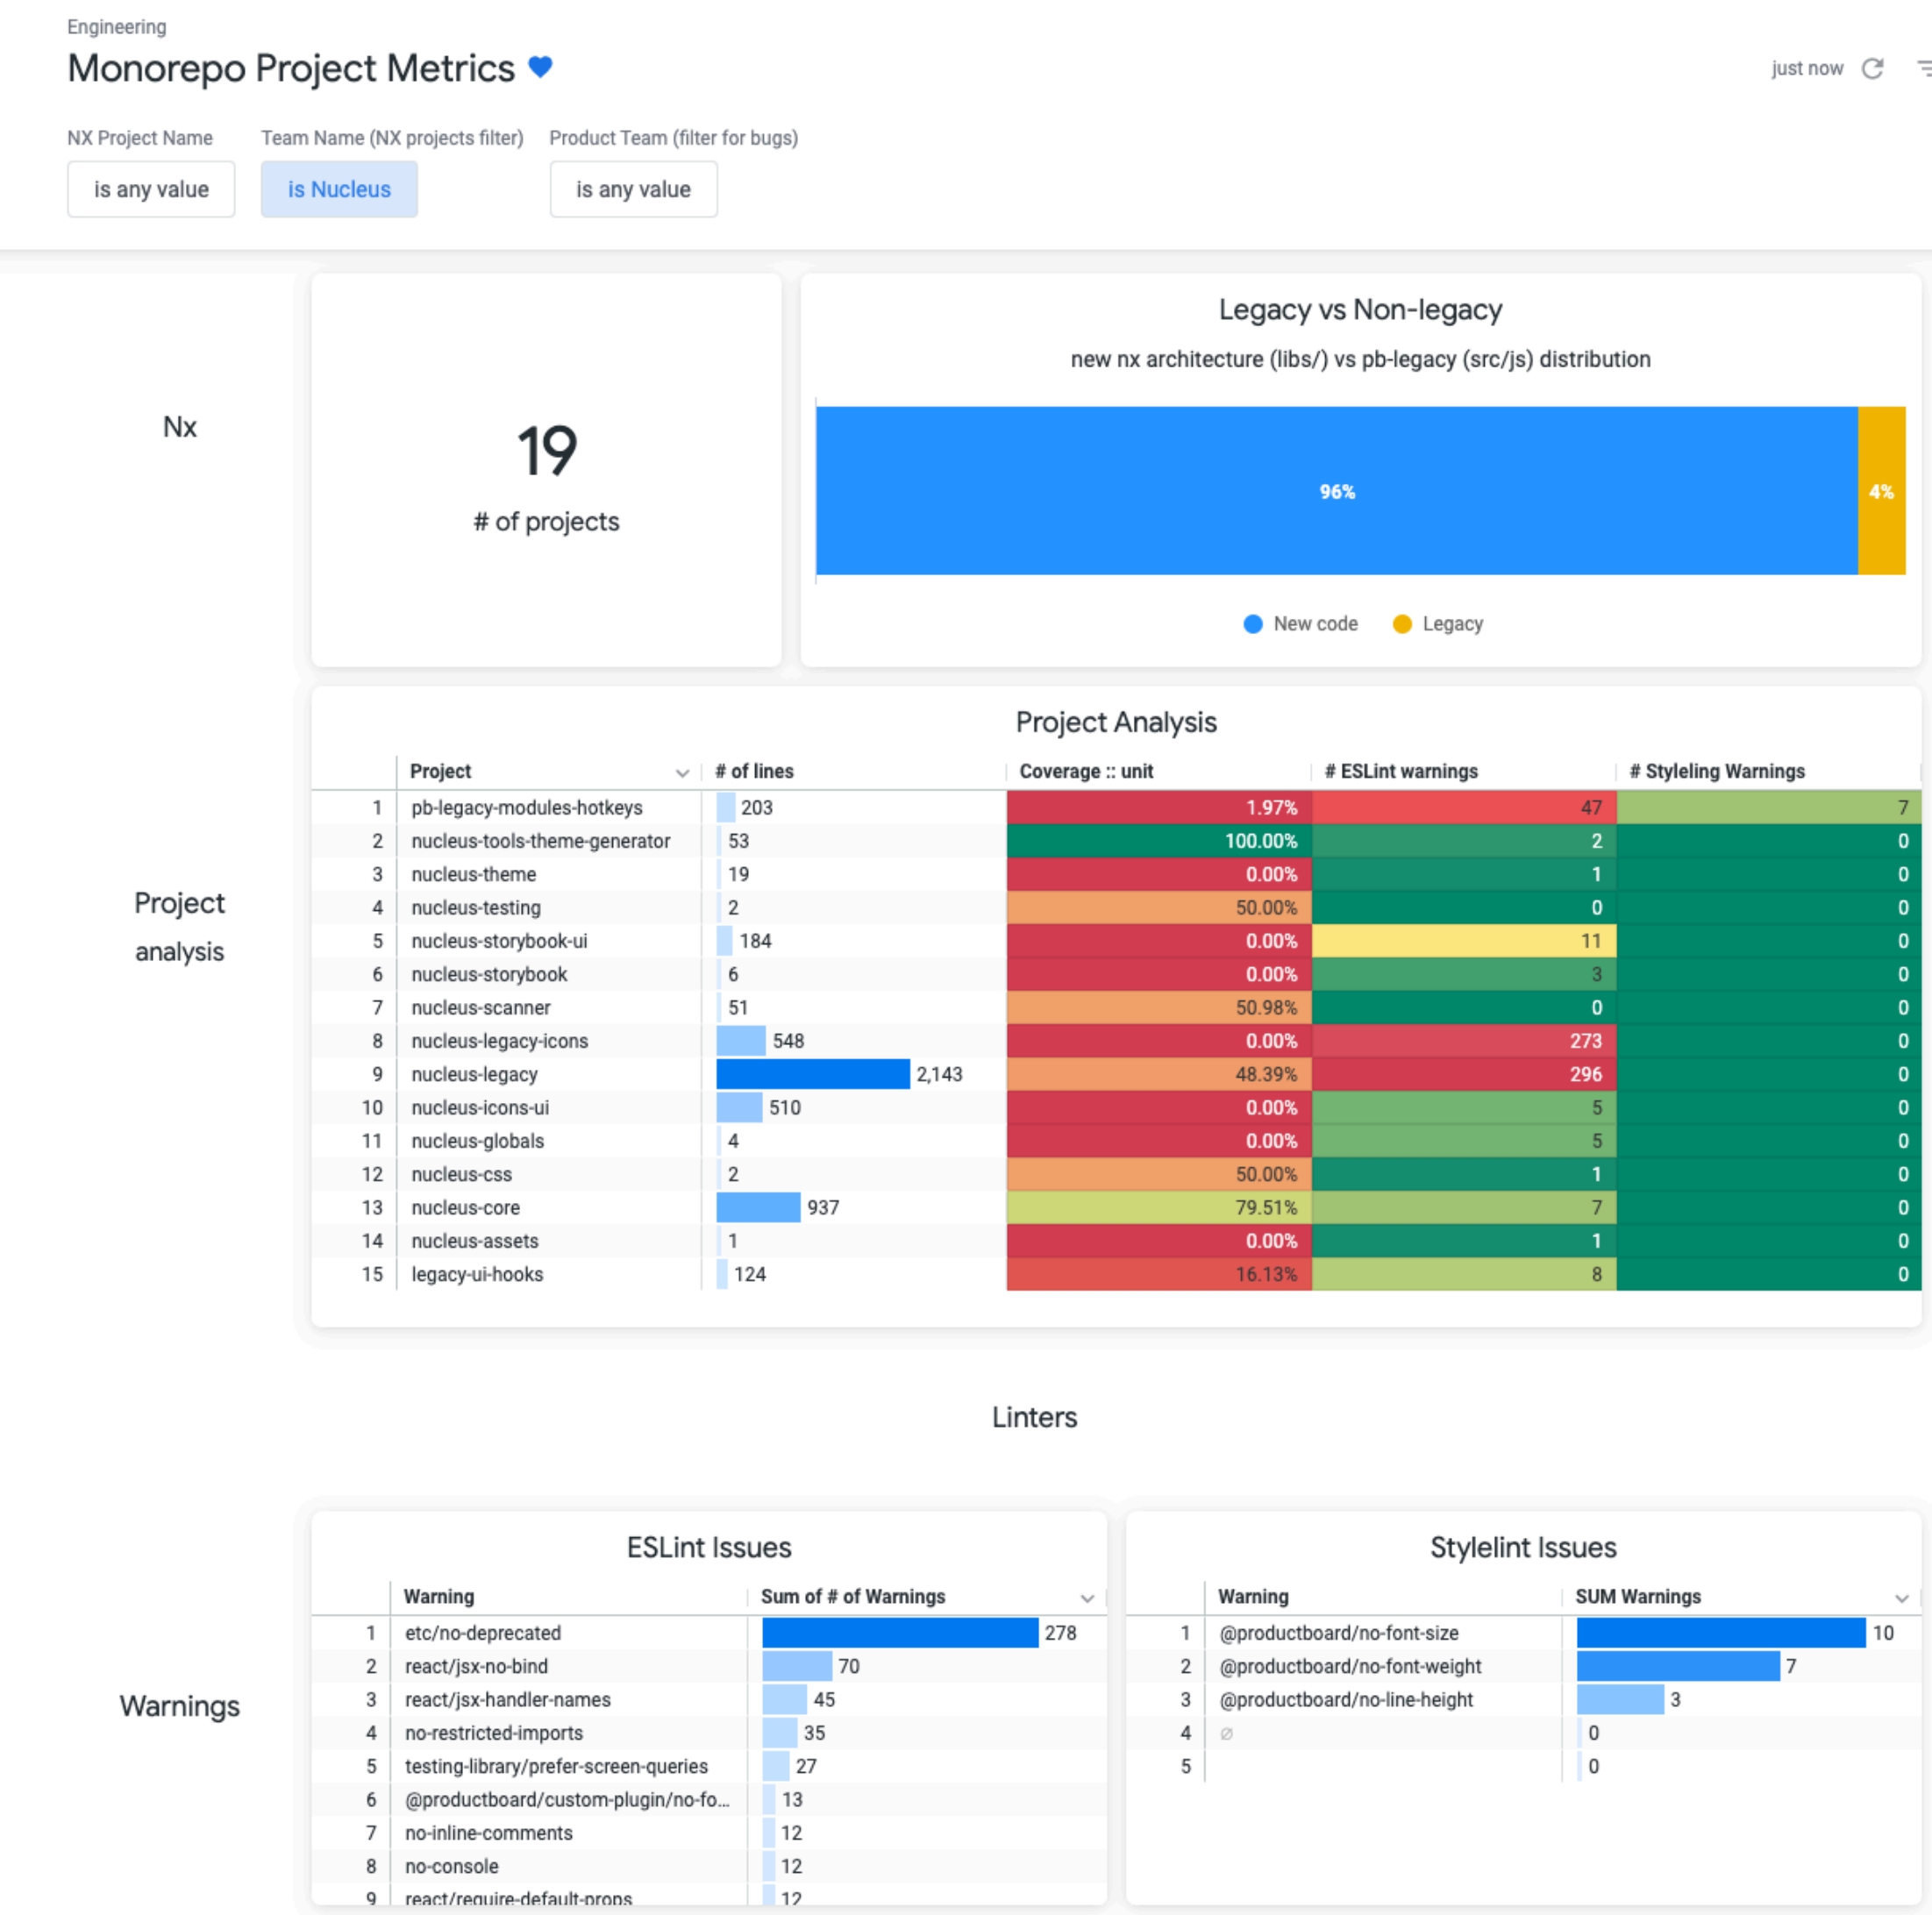 Engineering
Monorepo Project Metrics
just now
NX Project Name Team Name (NX projects filter) Product Team (filter for bugs)
is any value is Nucleus is any value
Nx
19
# of projects
Legacy vs Non-legacy
new nx architecture (libs/) vs pb-legacy (src/js) distribution
96% 4%
New code Legacy
Project
analysis
Project Analysis
Project # of lines Coverage :: unit # ESLint warnings # Styleling Warnings
1 pb-legacy-modules-hotkeys 203 1.97% 47 7
2 nucleus-tools-theme-generator 53 100.00% 2 0
3 nucleus-theme 19 0.00% 1 0
4 nucleus-testing 2 50.00% 0 0
5 nucleus-storybook-ui 184 0.00% 11 0
6 nucleus-storybook 6 0.00% 3 0
7 nucleus-scanner 51 50.98% 0 0
8 nucleus-legacy-icons 548 0.00% 273 0
9 nucleus-legacy 2,143 48.39% 296 0
10 nucleus-icons-ui 510 0.00% 5 0
11 nucleus-globals 4 0.00% 5 0
12 nucleus-css 2 50.00% 1 0
13 nucleus-core 937 79.51% 7 0
14 nucleus-assets 1 0.00% 1 0
15 legacy-ui-hooks 124 16.13% 8 0
Linters
Warnings
ESLint Issues
Warning Sum of # of Warnings
1 etc/no-deprecated 278
2 react/jsx-no-bind 70
3 react/jsx-handler-names 45
4 no-restricted-imports 35
5 testing-library/prefer-screen-queries 27
6 @productboard/custom-plugin/no-fo... 13
7 no-inline-comments 12
8 no-console 12
9 react/require-default-props 12
Stylelint Issues
Warning SUM Warnings
1 @productboard/no-font-size 10
2 @productboard/no-font-weight 7
3 @productboard/no-line-height 3
4 ∅ 0
5 0